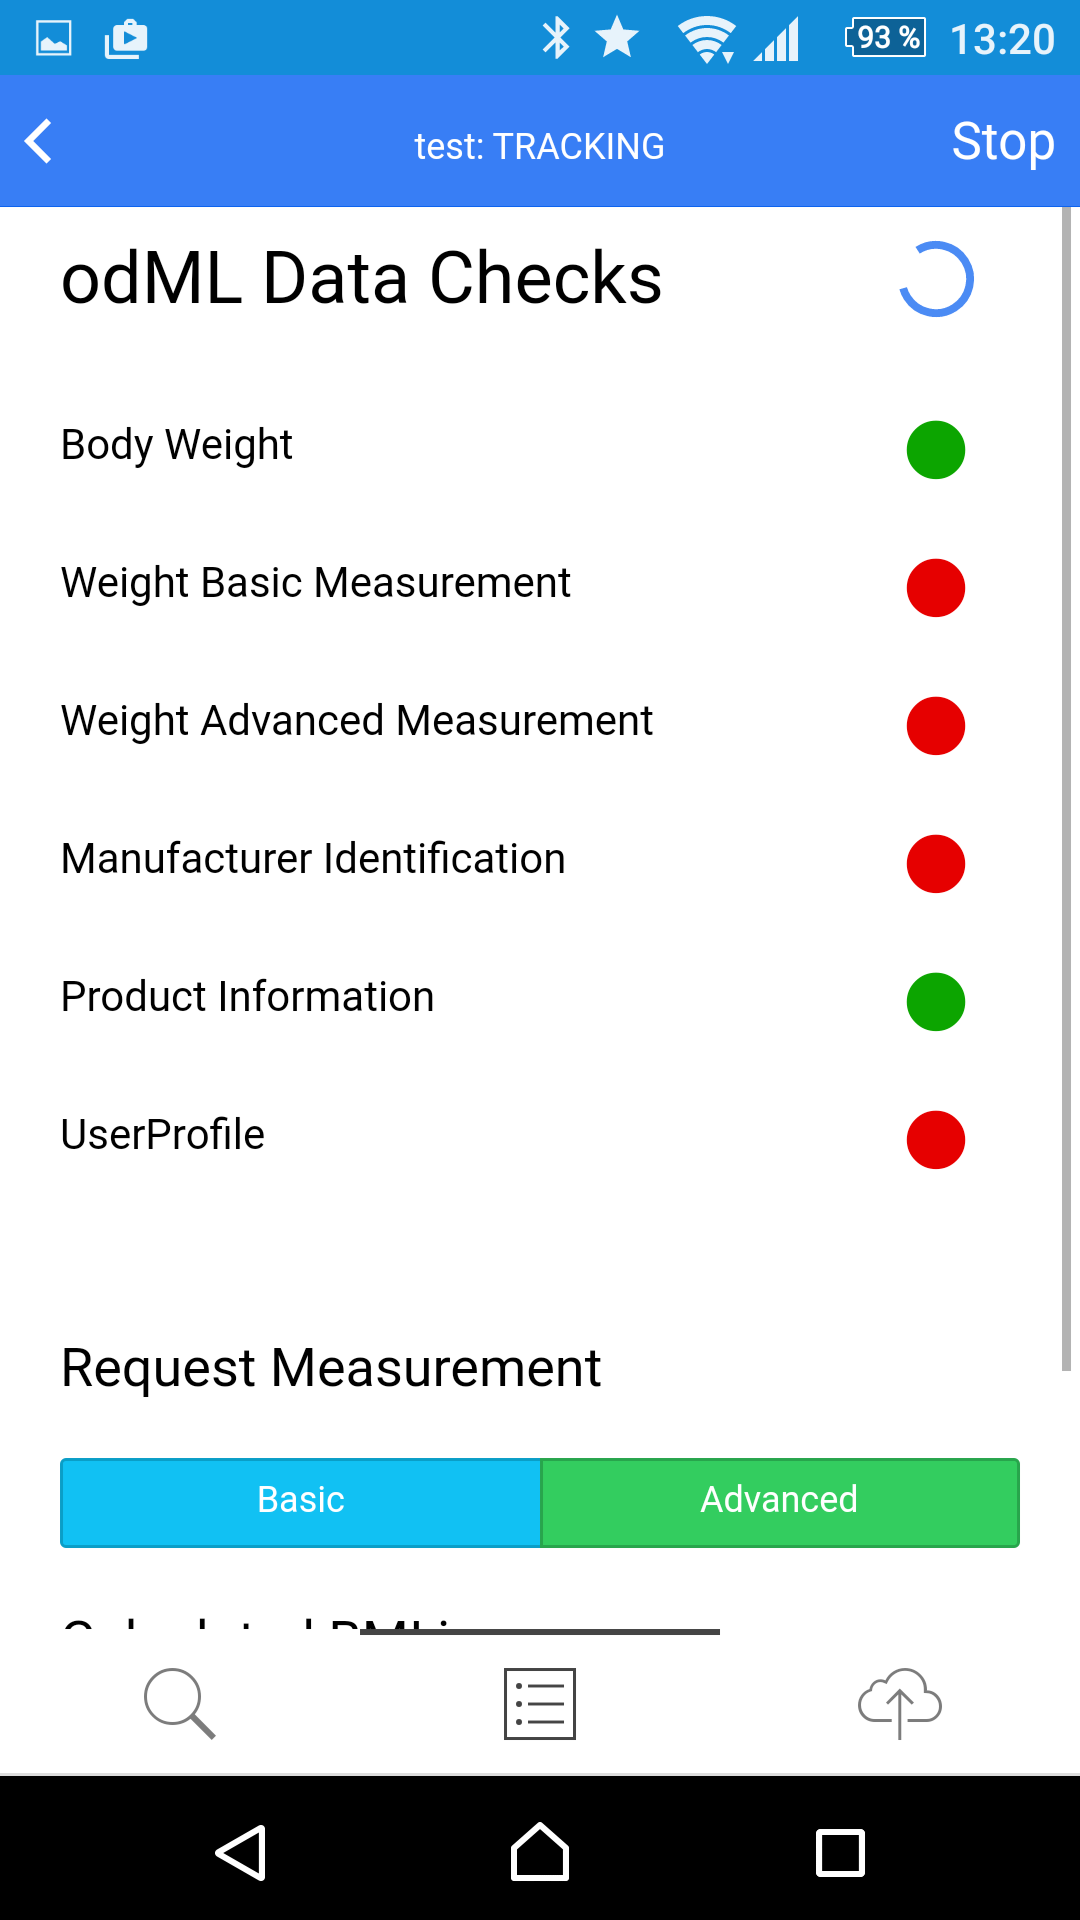 93 % 13:20
test: TRACKING Stop
odML Data Checks
Body Weight
Weight Basic Measurement
Weight Advanced Measurement
Manufacturer Identification
Product Information
UserProfile
Request Measurement
Basic Advanced